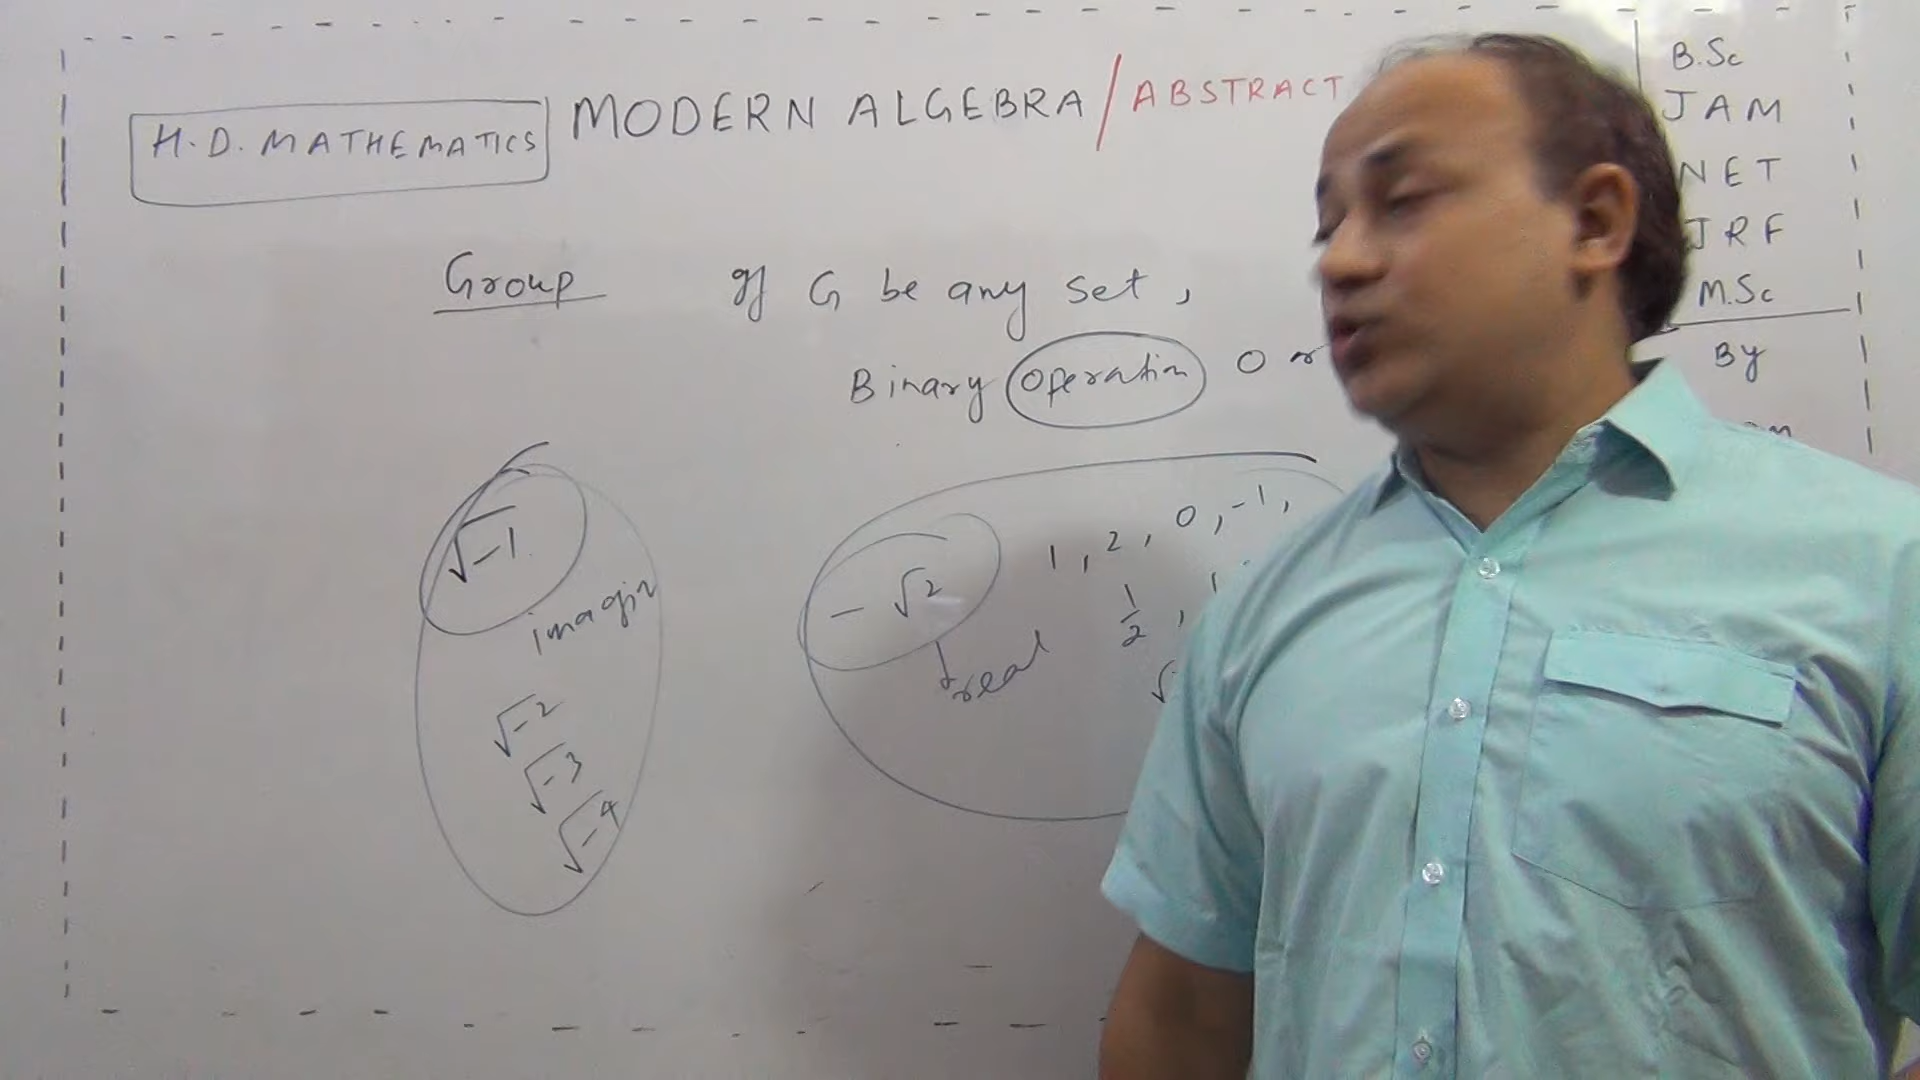 H.D. MATHEMATICS
MODERN ALGEBRA / ABSTRACT
B.Sc
JAM
NET
JRF
M.Sc
By
Group
If G be any set,
Binary Operation O or
√-1
imagin
√-2
√-3
√-4
- √2
real
1, 2, 0, -1,
1/2,